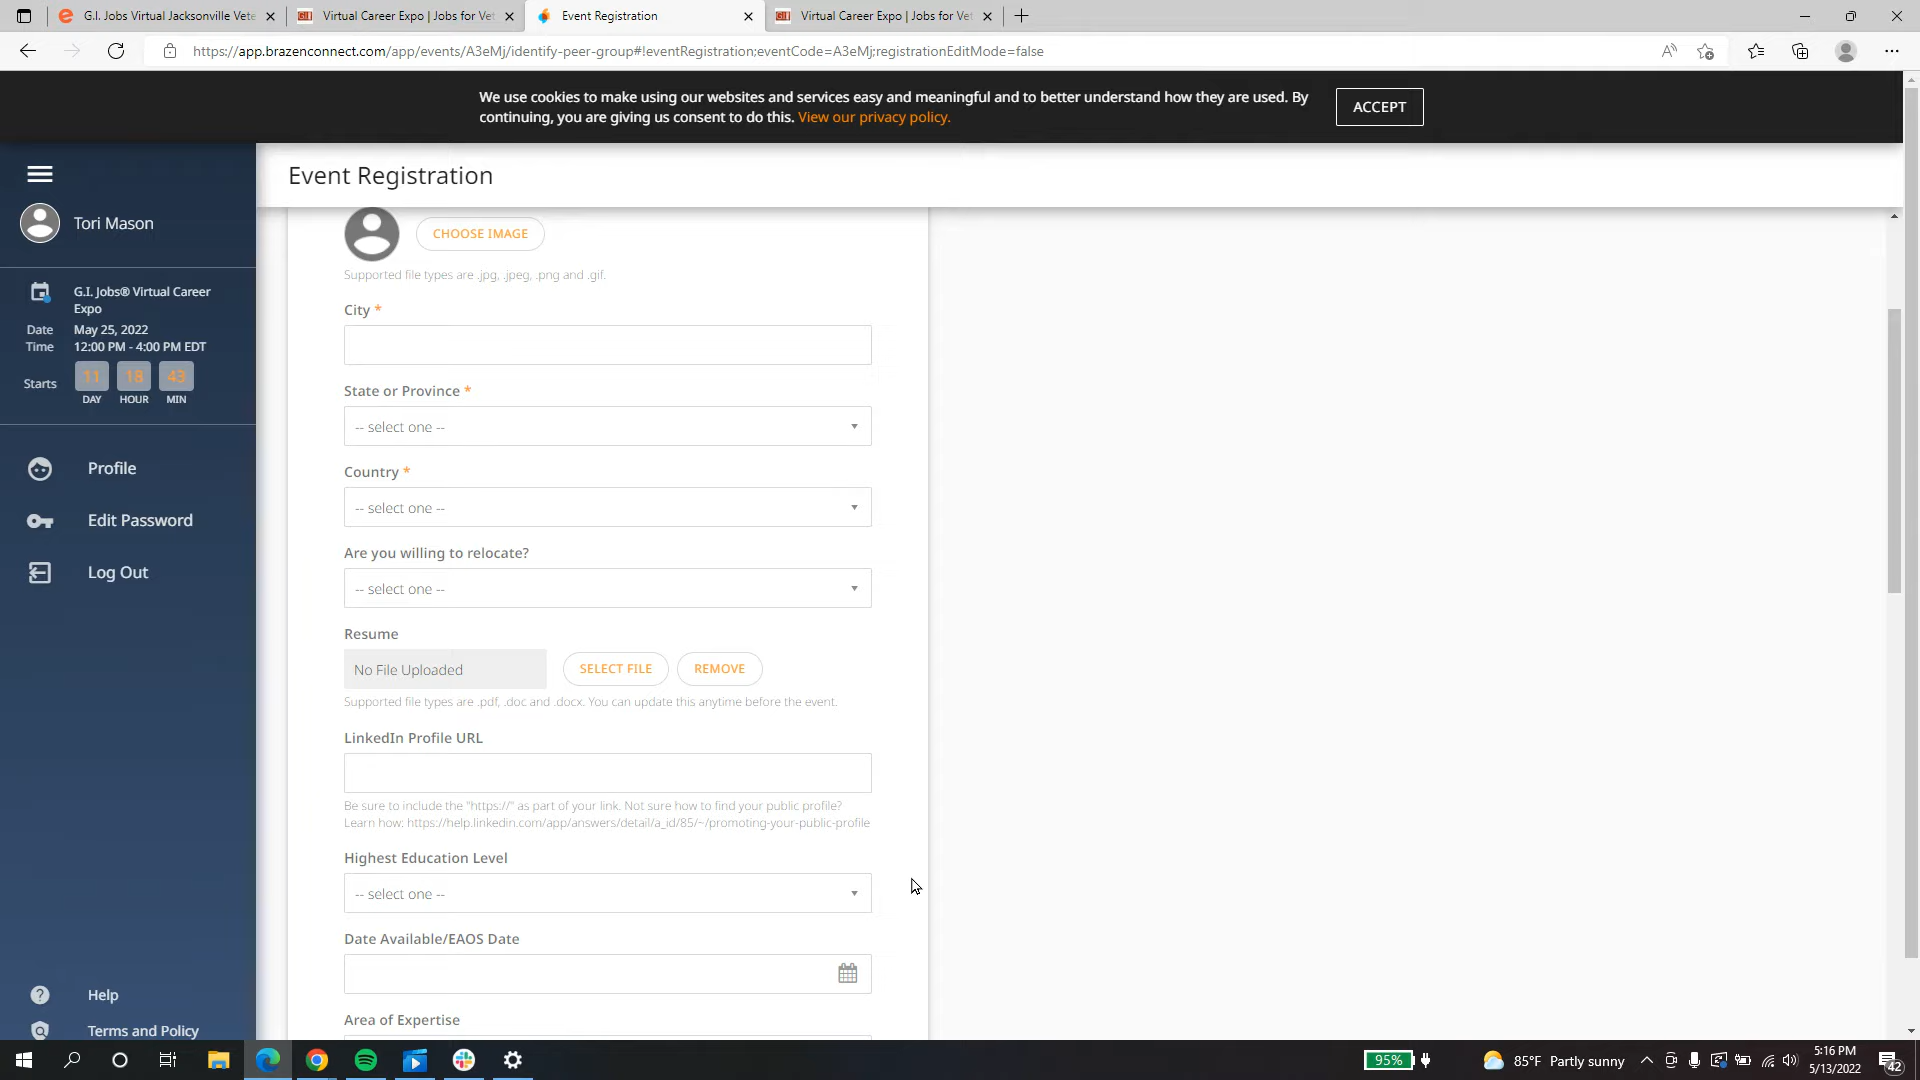 G.I. Jobs Virtual Jacksonville Vete
Virtual Career Expo | Jobs for Vet
Event Registration
Virtual Career Expo | Jobs for Vet
https://app.brazenconnect.com/app/events/A3eMj/identify-peer-group#!eventRegistration;eventCode=A3eMj;registrationEditMode=false
We use cookies to make using our websites and services easy and meaningful and to better understand how they are used. By
continuing, you are giving us consent to do this. View our privacy policy.
ACCEPT
Event Registration
Tori Mason
G.I. Jobs® Virtual Career
Expo
Date May 25, 2022
Time 12:00 PM - 4:00 PM EDT
Starts 11 18 43
DAY HOUR MIN
Profile
Edit Password
Log Out
Help
Terms and Policy
CHOOSE IMAGE
Supported file types are .jpg, .jpeg, .png and .gif.
City *
State or Province *
-- select one --
Country *
-- select one --
Are you willing to relocate?
-- select one --
Resume
No File Uploaded
SELECT FILE
REMOVE
Supported file types are .pdf, .doc and .docx. You can update this anytime before the event.
LinkedIn Profile URL
Be sure to include the "https://" as part of your link. Not sure how to find your public profile?
Learn how: https://help.linkedin.com/app/answers/detail/a_id/85/~/promoting-your-public-profile
Highest Education Level
-- select one --
Date Available/EAOS Date
Area of Expertise
95%
85°F Partly sunny
5:16 PM
5/13/2022
42